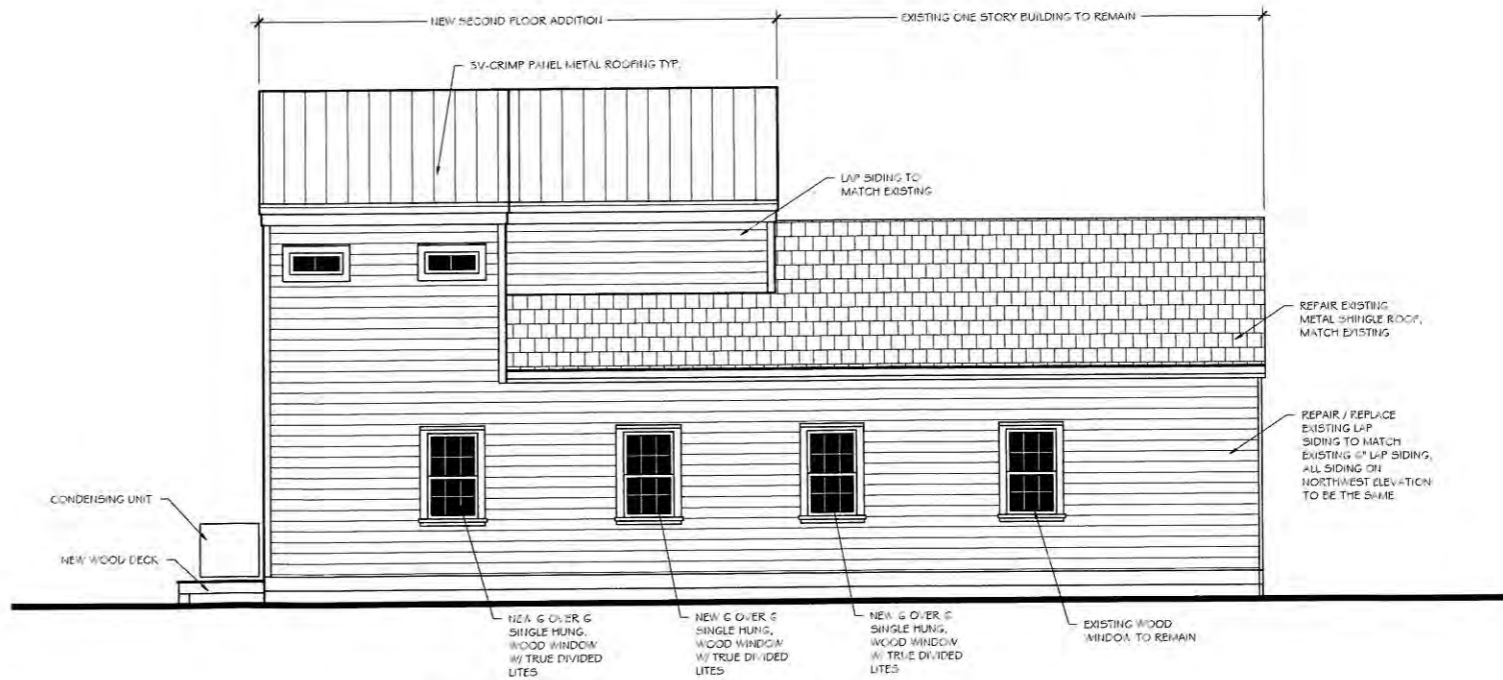 NEW SECOND FLOOR ADDITION
EXISTING ONE STORY BUILDING TO REMAIN
5V-CRIMP PANEL METAL ROOFING TYP.
LAP SIDING TO
MATCH EXISTING
REPAIR EXISTING
METAL SHINGLE ROOF,
MATCH EXISTING
REPAIR / REPLACE
EXISTING LAP
SIDING TO MATCH
EXISTING 6" LAP SIDING,
ALL SIDING ON
NORTHWEST ELEVATION
TO BE THE SAME
CONDENSING UNIT
NEW WOOD DECK
NEW 6 OVER 6
SINGLE HUNG,
WOOD WINDOW
W/ TRUE DIVIDED
LITES
NEW 6 OVER 6
SINGLE HUNG,
WOOD WINDOW
W/ TRUE DIVIDED
LITES
NEW 6 OVER 6
SINGLE HUNG,
WOOD WINDOW
W/ TRUE DIVIDED
LITES
EXISTING WOOD
WINDOW TO REMAIN